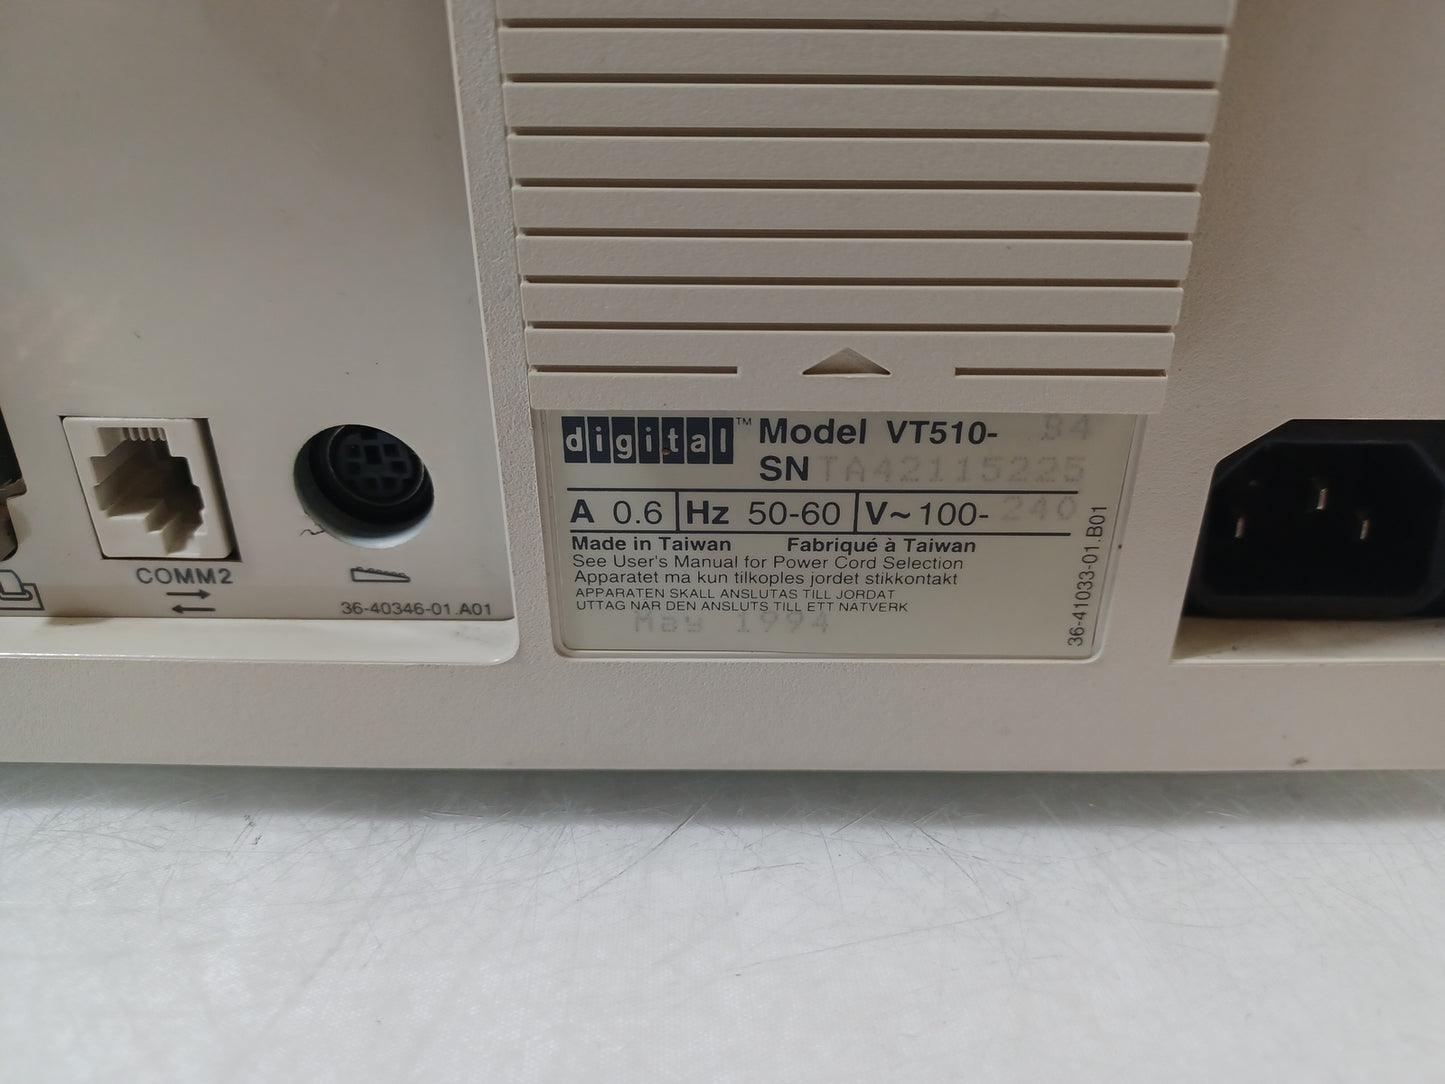 digital™ Model VT510- B4
SN TA42115225
A 0.6 Hz 50-60 V~ 100-240
Made in Taiwan Fabriqué à Taiwan
See User's Manual for Power Cord Selection
Apparatet ma kun tilkoples jordet stikkontakt
APPARATEN SKALL ANSLUTAS TILL JORDAT
UTTAG NAR DEN ANSLUTS TILL ETT NATVERK
May 1994
36-41033-01.B01
COMM2
36-40346-01.A01